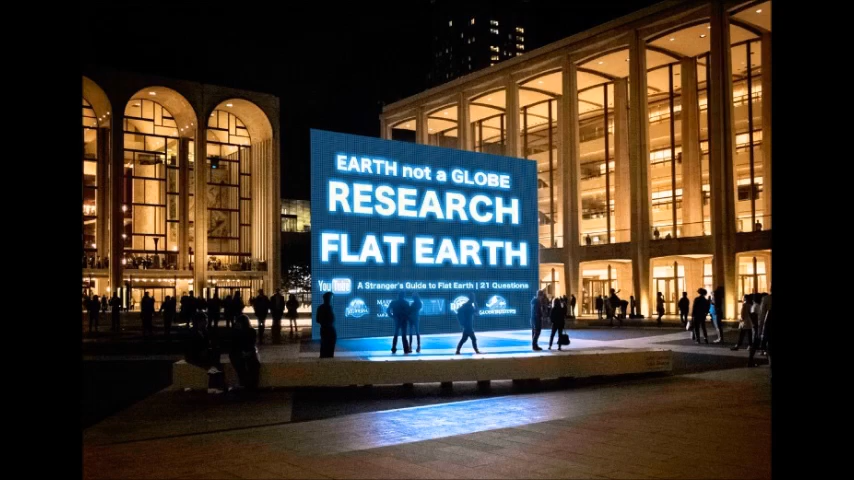 EARTH not a GLOBE
RESEARCH
FLAT EARTH
YouTube A Stranger's Guide to Flat Earth | 21 Questions